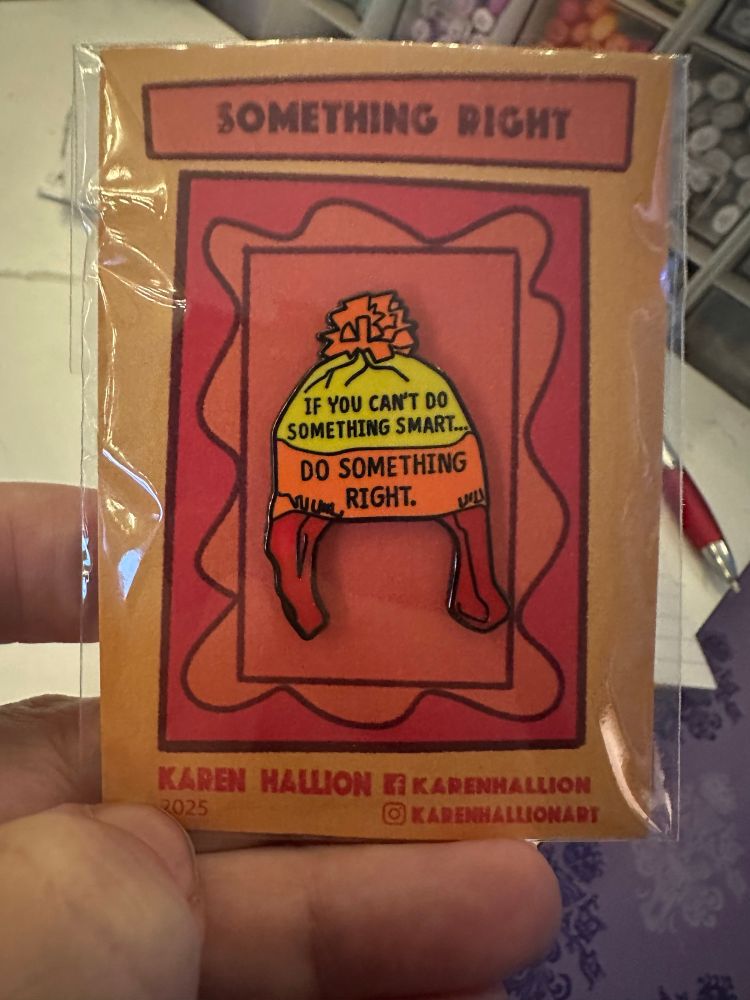 SOMETHING RIGHT
IF YOU CAN'T DO
SOMETHING SMART...
DO SOMETHING
RIGHT.
KAREN HALLION KARENHALLION
2025 KARENHALLIONART